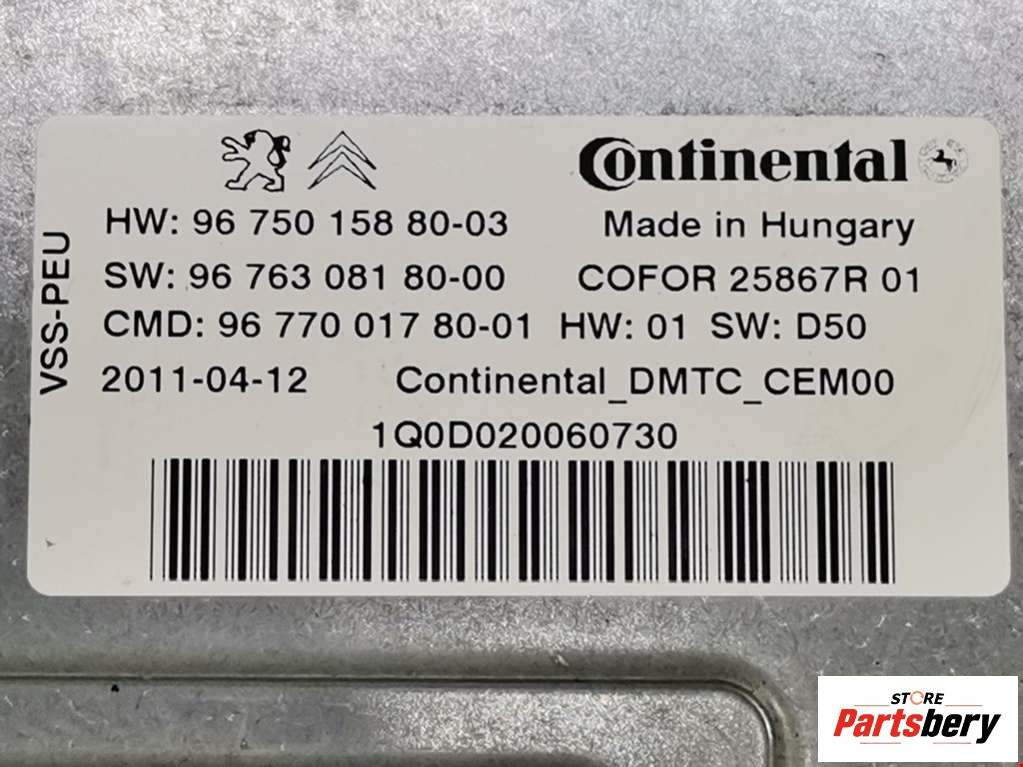 Continental
HW: 96 750 158 80-03 Made in Hungary
SW: 96 763 081 80-00 COFOR 25867R 01
CMD: 96 770 017 80-01 HW: 01 SW: D50
2011-04-12 Continental_DMTC_CEM00
1Q0D020060730
VSS-PEU
STORE
Partsbery